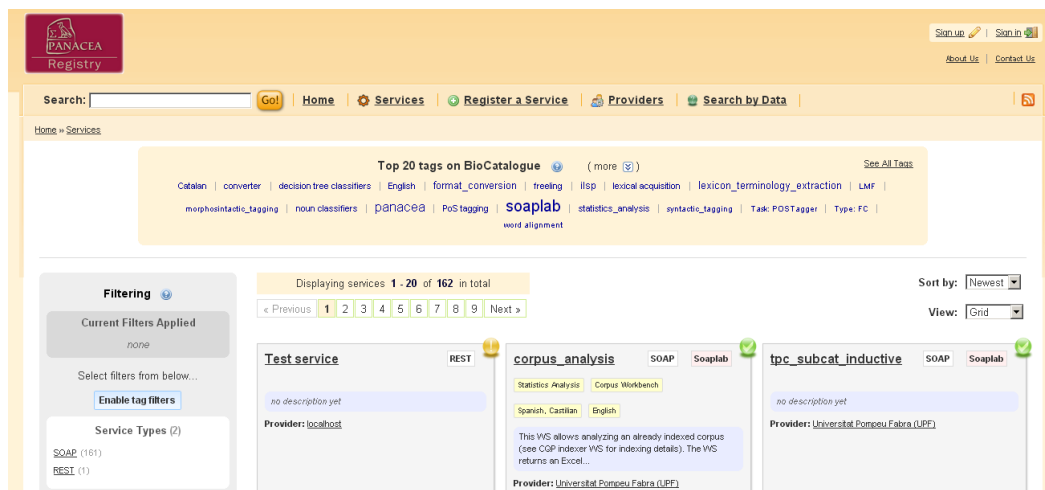 PANACEA
Registry
Sign up | Sign in
About Us | Contact Us
Search: Go! | Home | Services | Register a Service | Providers | Search by Data |
Home » Services
Top 20 tags on BioCatalogue ( more )
See All Tags
Catalan | converter | decision tree classifiers | English | format_conversion | freeling | ilsp | lexical acquisition | lexicon_terminology_extraction | LMF |
morphosintactic_tagging | noun classifiers | panacea | PoS tagging | soaplab | statistics_analysis | syntactic_tagging | Task: POSTagger | Type: FC |
word alignment
Filtering
Current Filters Applied
none
Select filters from below...
Enable tag filters
Service Types (2)
SOAP (161)
REST (1)
Displaying services 1 - 20 of 162 in total
« Previous 1 2 3 4 5 6 7 8 9 Next »
Sort by: Newest
View: Grid
Test service REST
no description yet
Provider: localhost
corpus_analysis SOAP Soaplab
Statistics Analysis Corpus Workbench
Spanish, Castilian English
This WS allows analyzing an already indexed corpus
(see CQP indexer WS for indexing details). The WS
returns an Excel...
Provider: Universitat Pompeu Fabra (UPF)
tpc_subcat_inductive SOAP Soaplab
no description yet
Provider: Universitat Pompeu Fabra (UPF)